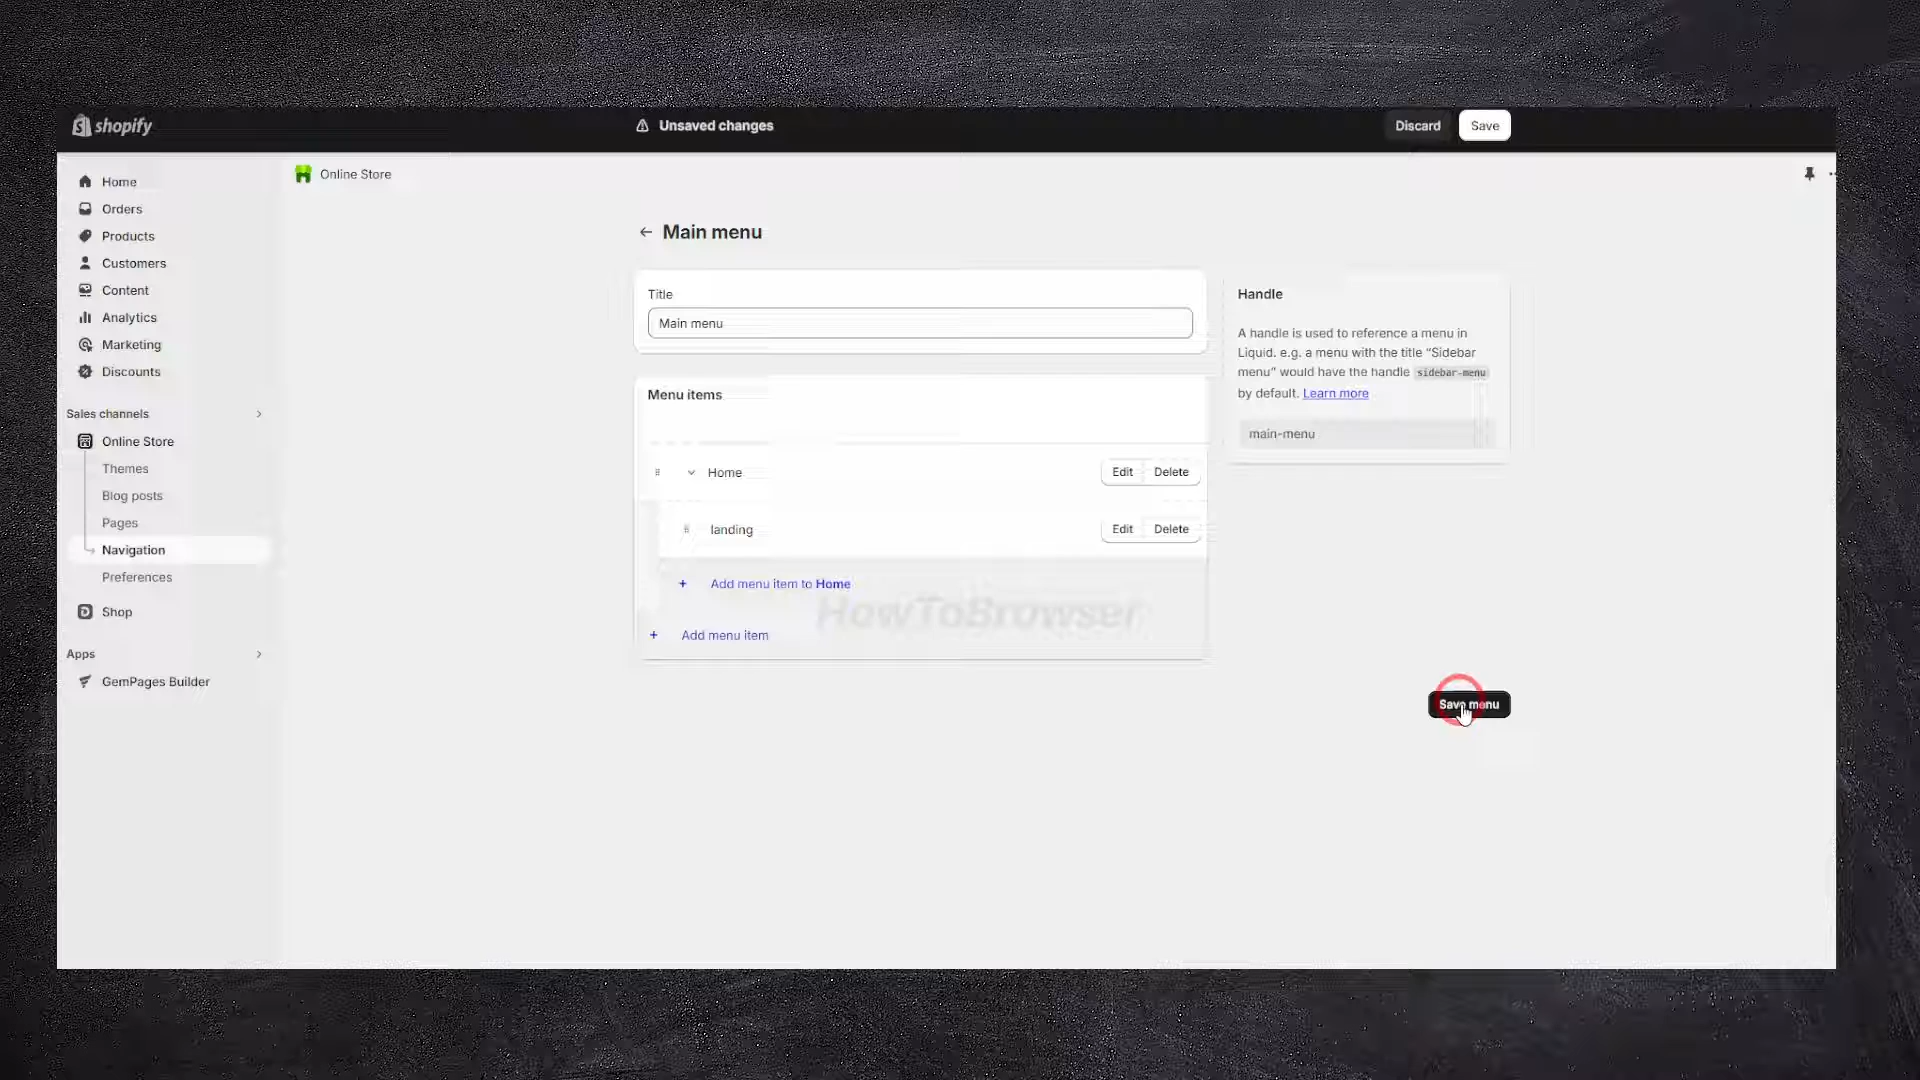 shopify
Unsaved changes
Discard
Save
Home
Orders
Products
Customers
Content
Analytics
Marketing
Discounts
Sales channels
Online Store
Themes
Blog posts
Pages
Navigation
Preferences
Shop
Apps
GemPages Builder
Online Store
Main menu
Title
Main menu
Menu items
Home
Edit
Delete
landing
Edit
Delete
Add menu item to Home
HowToBrowser
Add menu item
Handle
A handle is used to reference a menu in
Liquid. e.g. a menu with the title “Sidebar
menu” would have the handle sidebar-menu
by default. Learn more
main-menu
Save menu